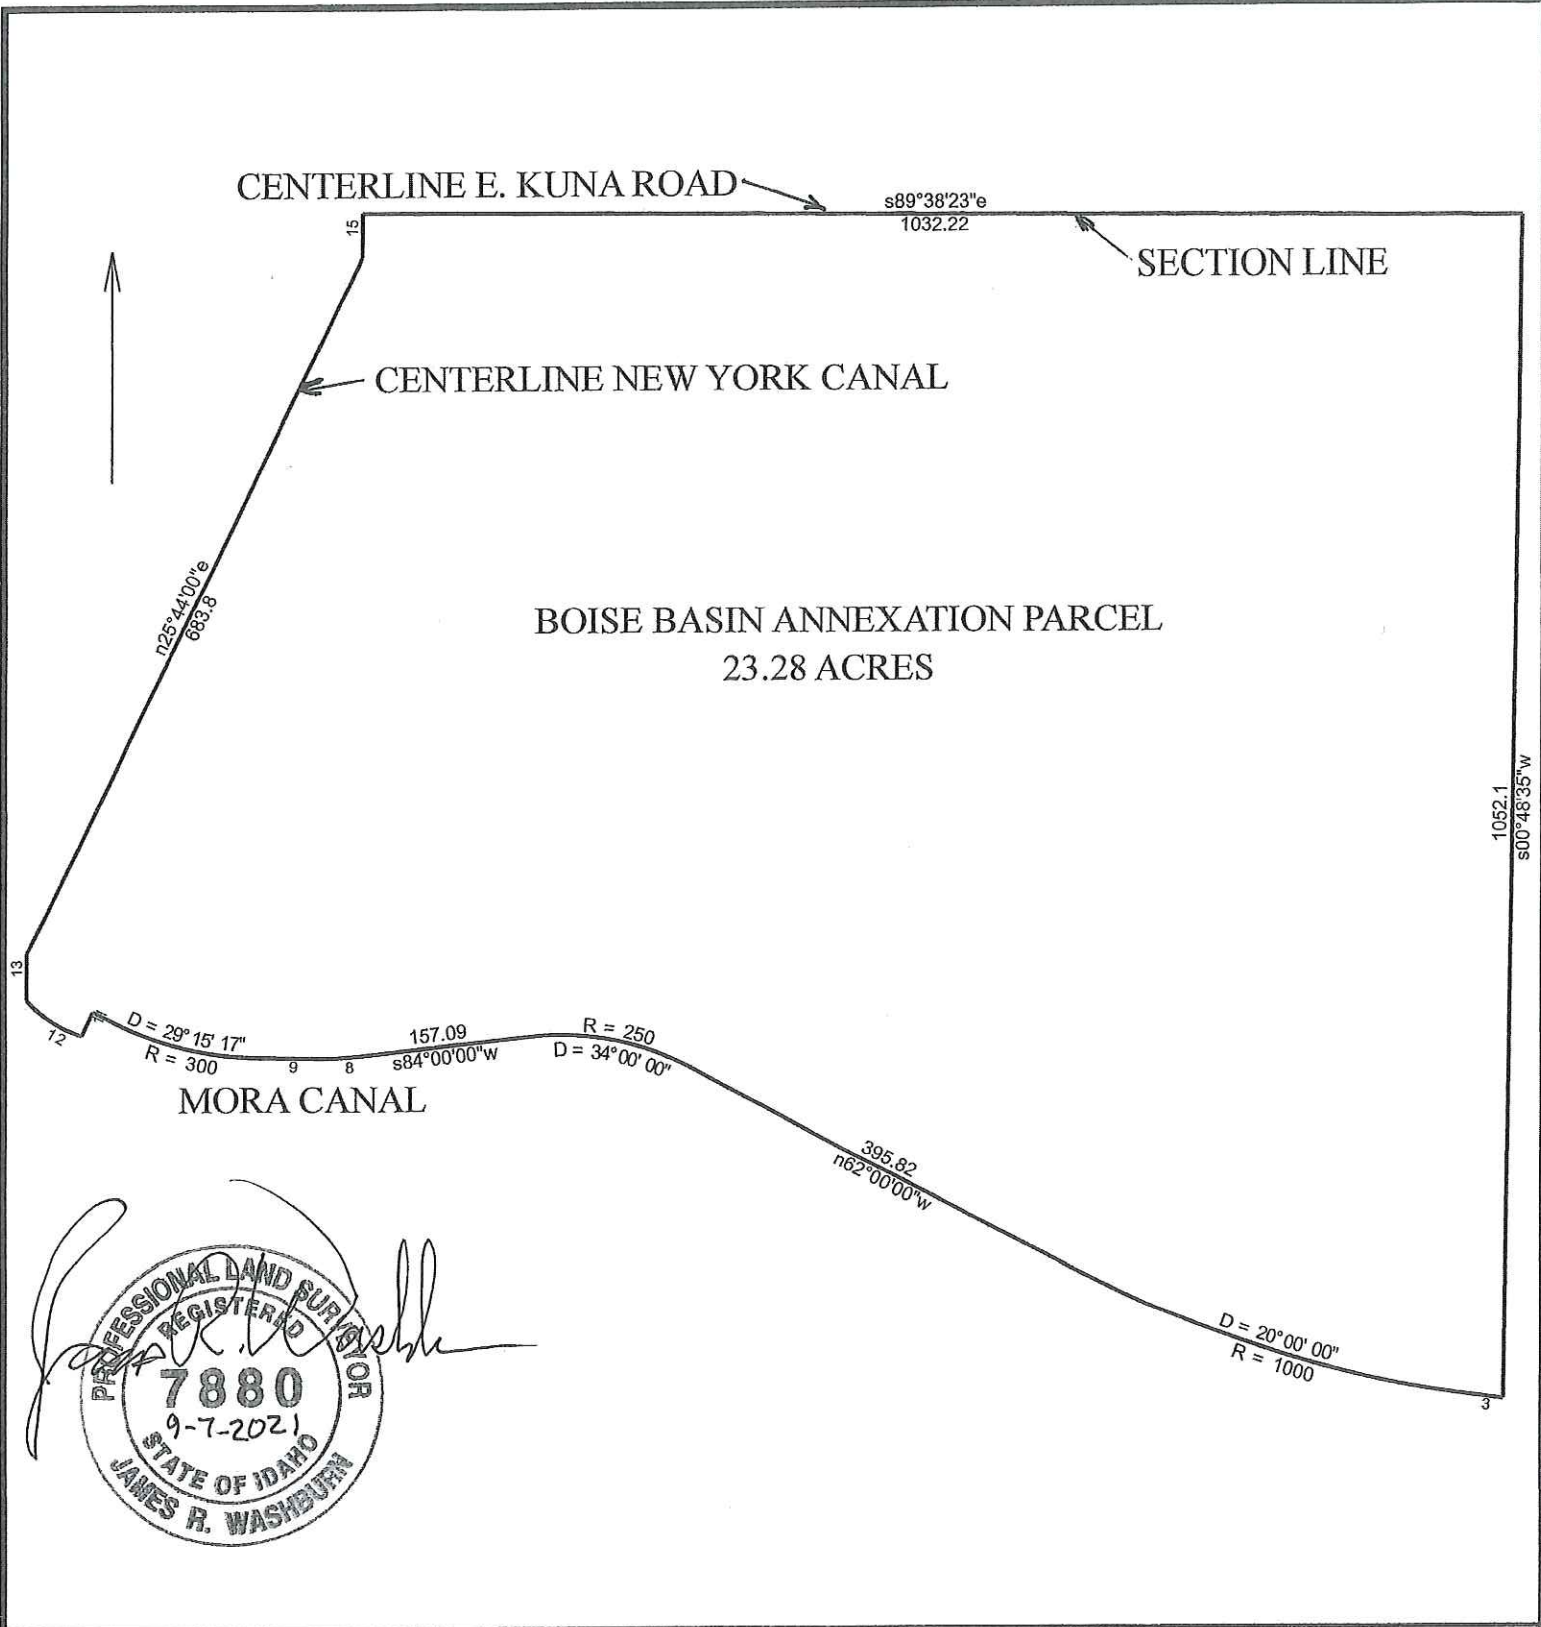 CENTERLINE E. KUNA ROAD
s89°38'23"e
1032.22
15
SECTION LINE
CENTERLINE NEW YORK CANAL
n25°44'00"e
683.8
BOISE BASIN ANNEXATION PARCEL
23.28 ACRES
1052.1
s00°48'35"w
13
12
D = 29° 15' 17"
R = 300
9
8
157.09
s84°00'00"w
R = 250
D = 34°00' 00"
MORA CANAL
395.82
n62°00'00"w
D = 20°00' 00"
R = 1000
3
PROFESSIONAL LAND SURVEYOR
REGISTERED
7880
9-7-2021
STATE OF IDAHO
JAMES R. WASHBURN